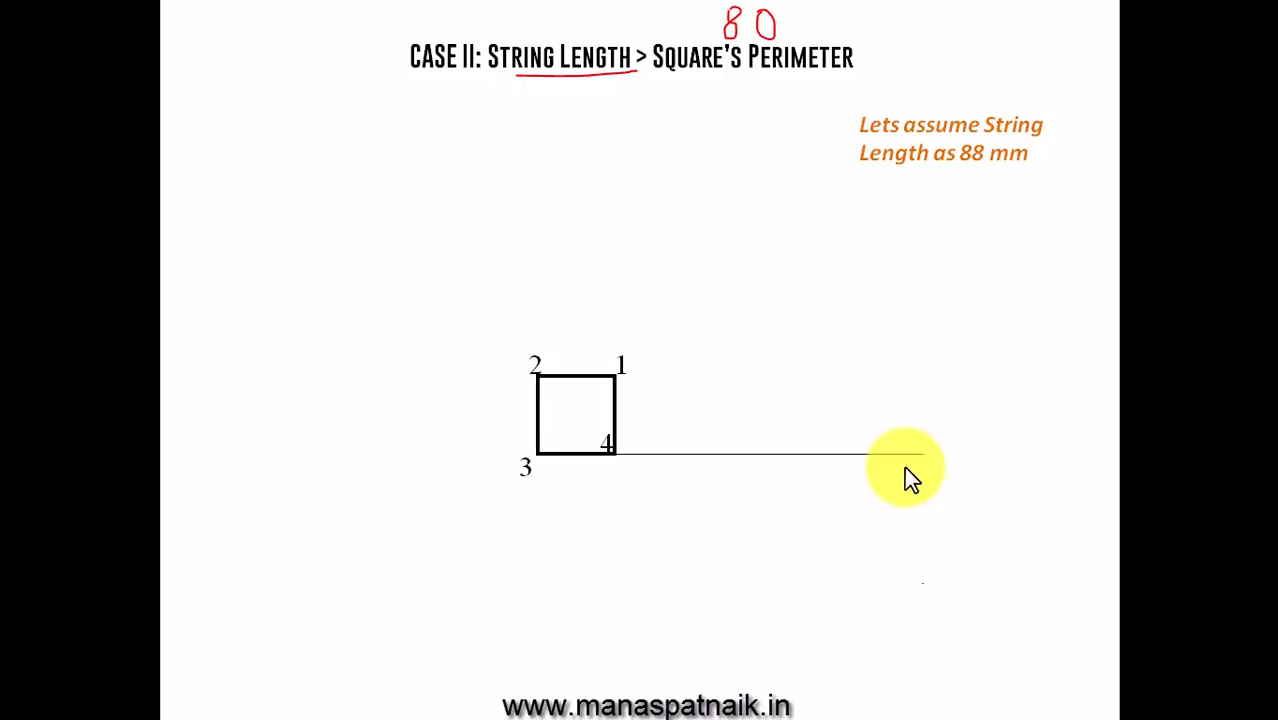 80
CASE II: STRING LENGTH > SQUARE'S PERIMETER
Lets assume String
Length as 88 mm
2 1
4
3
www.manaspatnaik.in